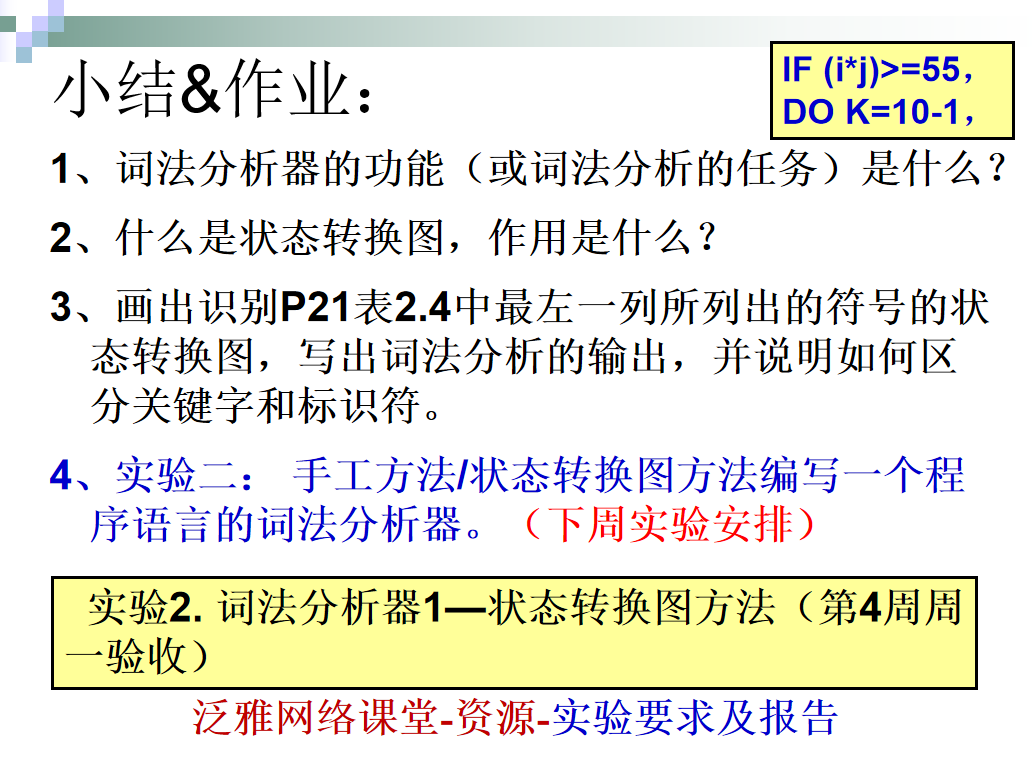 小结&作业：
IF (i*j)>=55，
DO K=10-1，
1、词法分析器的功能（或词法分析的任务）是什么？
2、什么是状态转换图，作用是什么？
3、画出识别P21表2.4中最左一列所列出的符号的状
态转换图，写出词法分析的输出，并说明如何区
分关键字和标识符。
4、实验二： 手工方法/状态转换图方法编写一个程
序语言的词法分析器。（下周实验安排）
实验2. 词法分析器1—状态转换图方法（第4周周
一验收）
泛雅网络课堂-资源-实验要求及报告